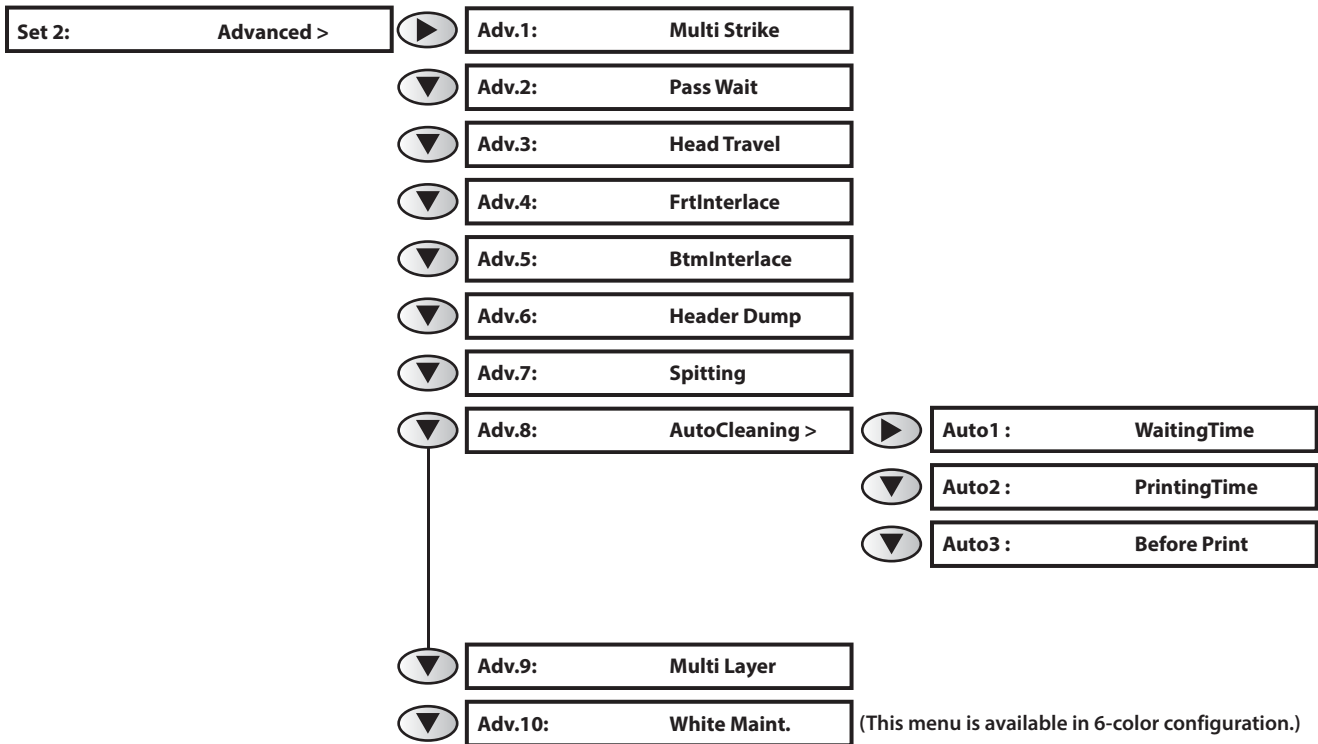 Set 2: Advanced >
Adv.1: Multi Strike
Adv.2: Pass Wait
Adv.3: Head Travel
Adv.4: FrtInterlace
Adv.5: BtmInterlace
Adv.6: Header Dump
Adv.7: Spitting
Adv.8: AutoCleaning >
Auto1 : WaitingTime
Auto2 : PrintingTime
Auto3 : Before Print
Adv.9: Multi Layer
Adv.10: White Maint.
(This menu is available in 6-color configuration.)